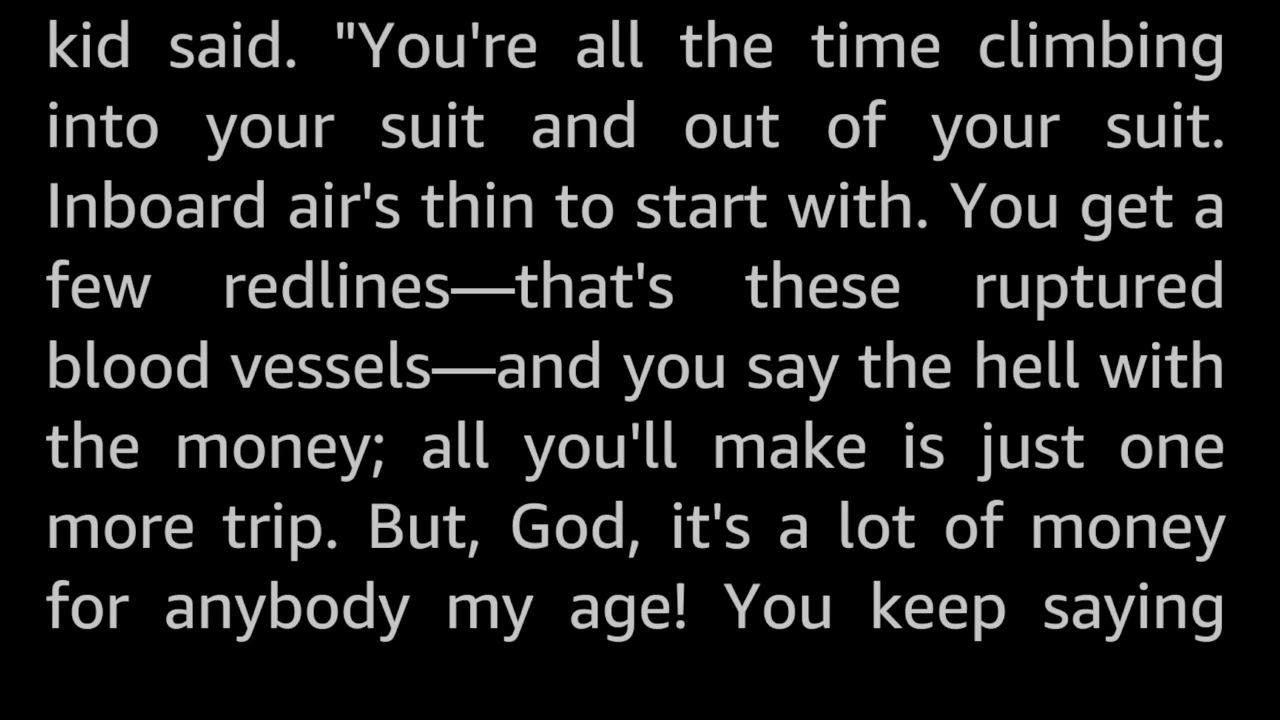 kid said. "You're all the time climbing
into your suit and out of your suit.
Inboard air's thin to start with. You get a
few redlines—that's these ruptured
blood vessels—and you say the hell with
the money; all you'll make is just one
more trip. But, God, it's a lot of money
for anybody my age! You keep saying